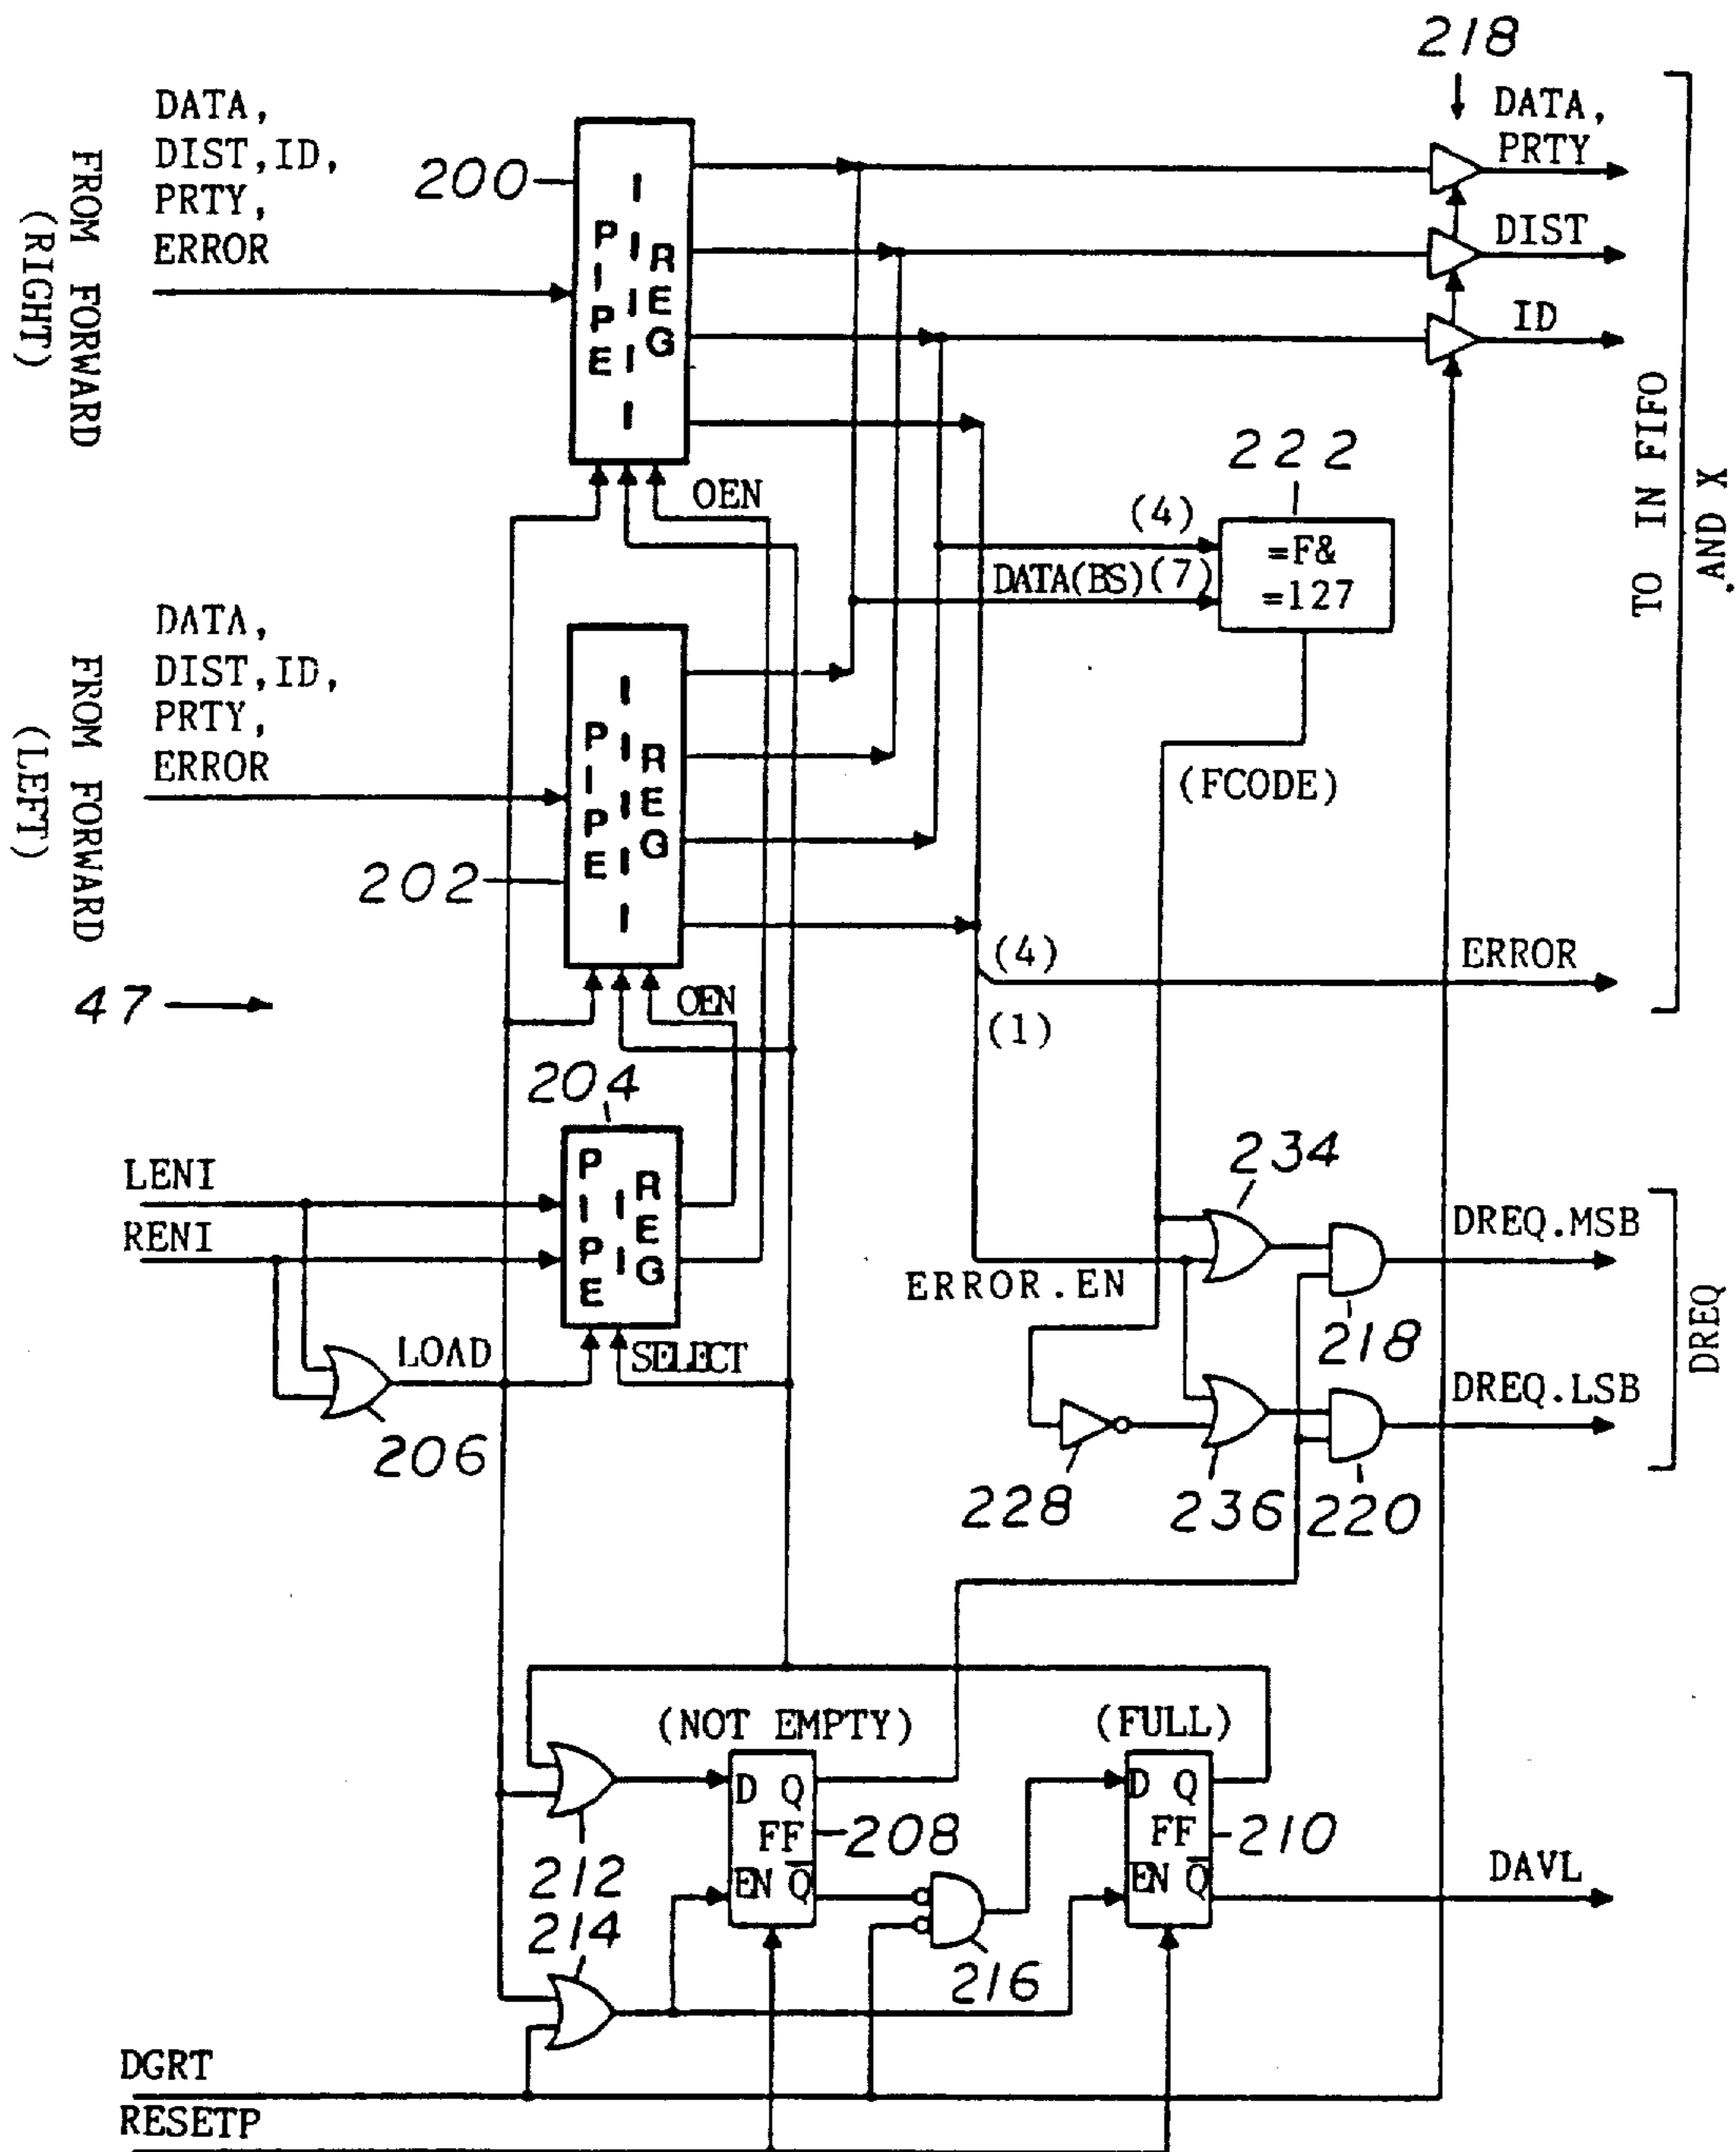 218
DATA,
DIST,ID,
PRTY,
ERROR
FROM FORWARD
(RIGHT)
200
PIPE
REG
DATA,
PRTY
DIST
ID
TO IN FIFO
AND X
OEN
222
(4)
DATA(BS)(7)
=F&
=127
DATA,
DIST,ID,
PRTY,
ERROR
FROM FORWARD
(LEFT)
PIPE
REG
202
(FCODE)
47
OEN
(4)
ERROR
(1)
204
LENI
RENI
PIPE
REG
234
DREQ.MSB
ERROR.EN
218
DREQ
LOAD
SELECT
206
DREQ.LSB
228
236
220
(NOT EMPTY)
(FULL)
D Q
FF
EN Q̅
208
D Q
FF
EN Q̅
210
212
214
216
DAVL
DGRT
RESETP